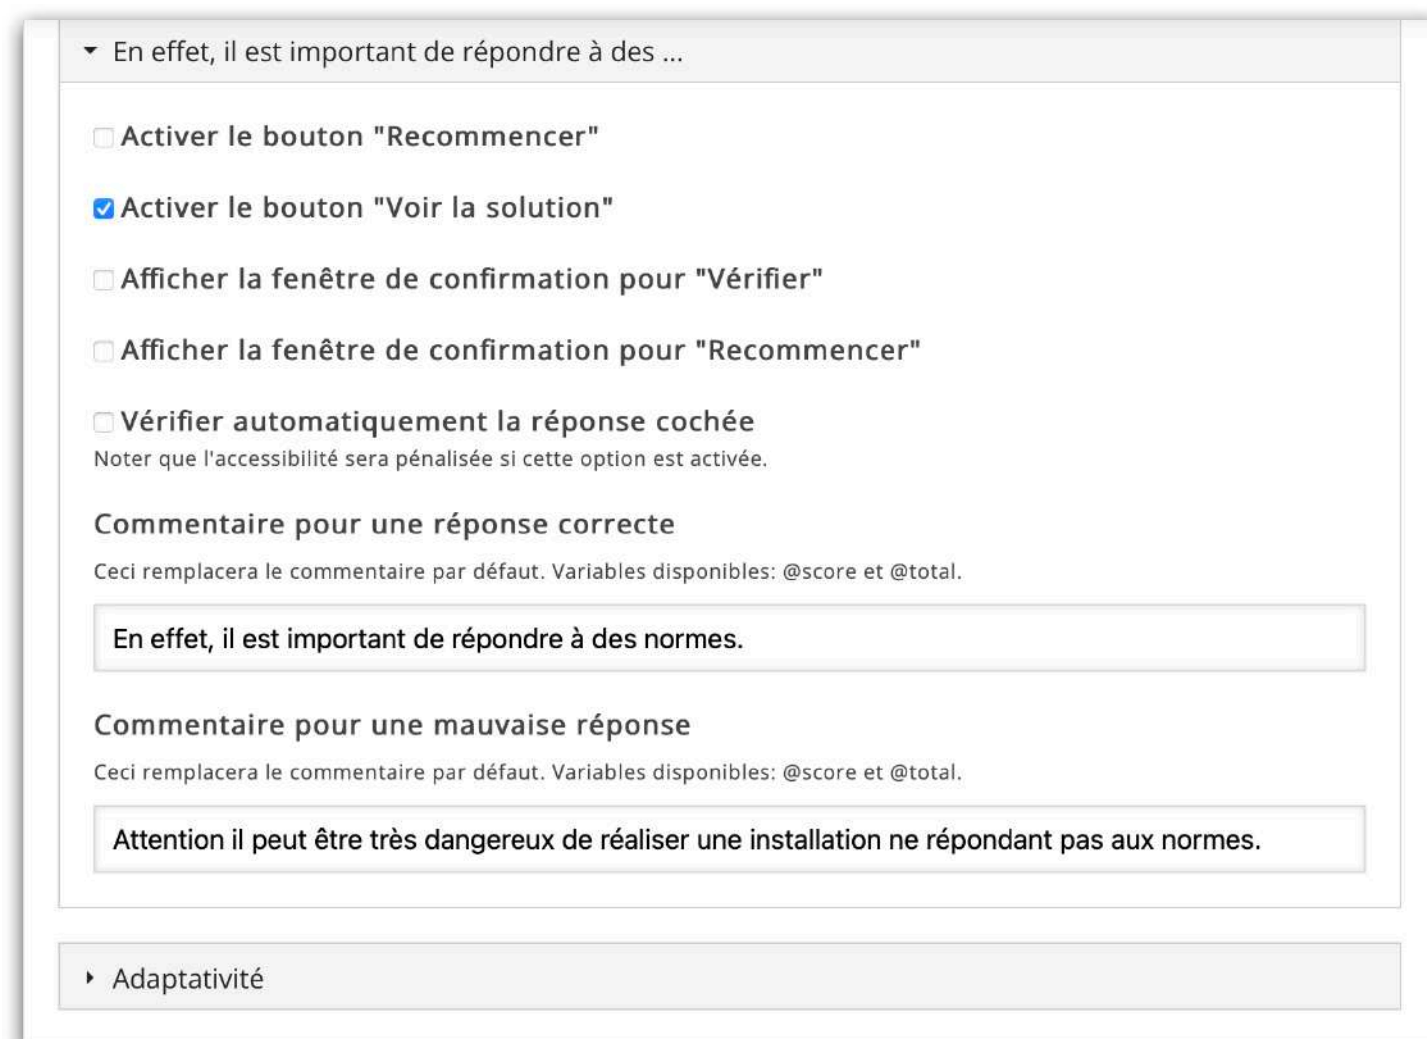 En effet, il est important de répondre à des ...
Activer le bouton "Recommencer"
Activer le bouton "Voir la solution"
Afficher la fenêtre de confirmation pour "Vérifier"
Afficher la fenêtre de confirmation pour "Recommencer"
Vérifier automatiquement la réponse cochée
Noter que l'accessibilité sera pénalisée si cette option est activée.
Commentaire pour une réponse correcte
Ceci remplacera le commentaire par défaut. Variables disponibles: @score et @total.
En effet, il est important de répondre à des normes.
Commentaire pour une mauvaise réponse
Ceci remplacera le commentaire par défaut. Variables disponibles: @score et @total.
Attention il peut être très dangereux de réaliser une installation ne répondant pas aux normes.
Adaptativité